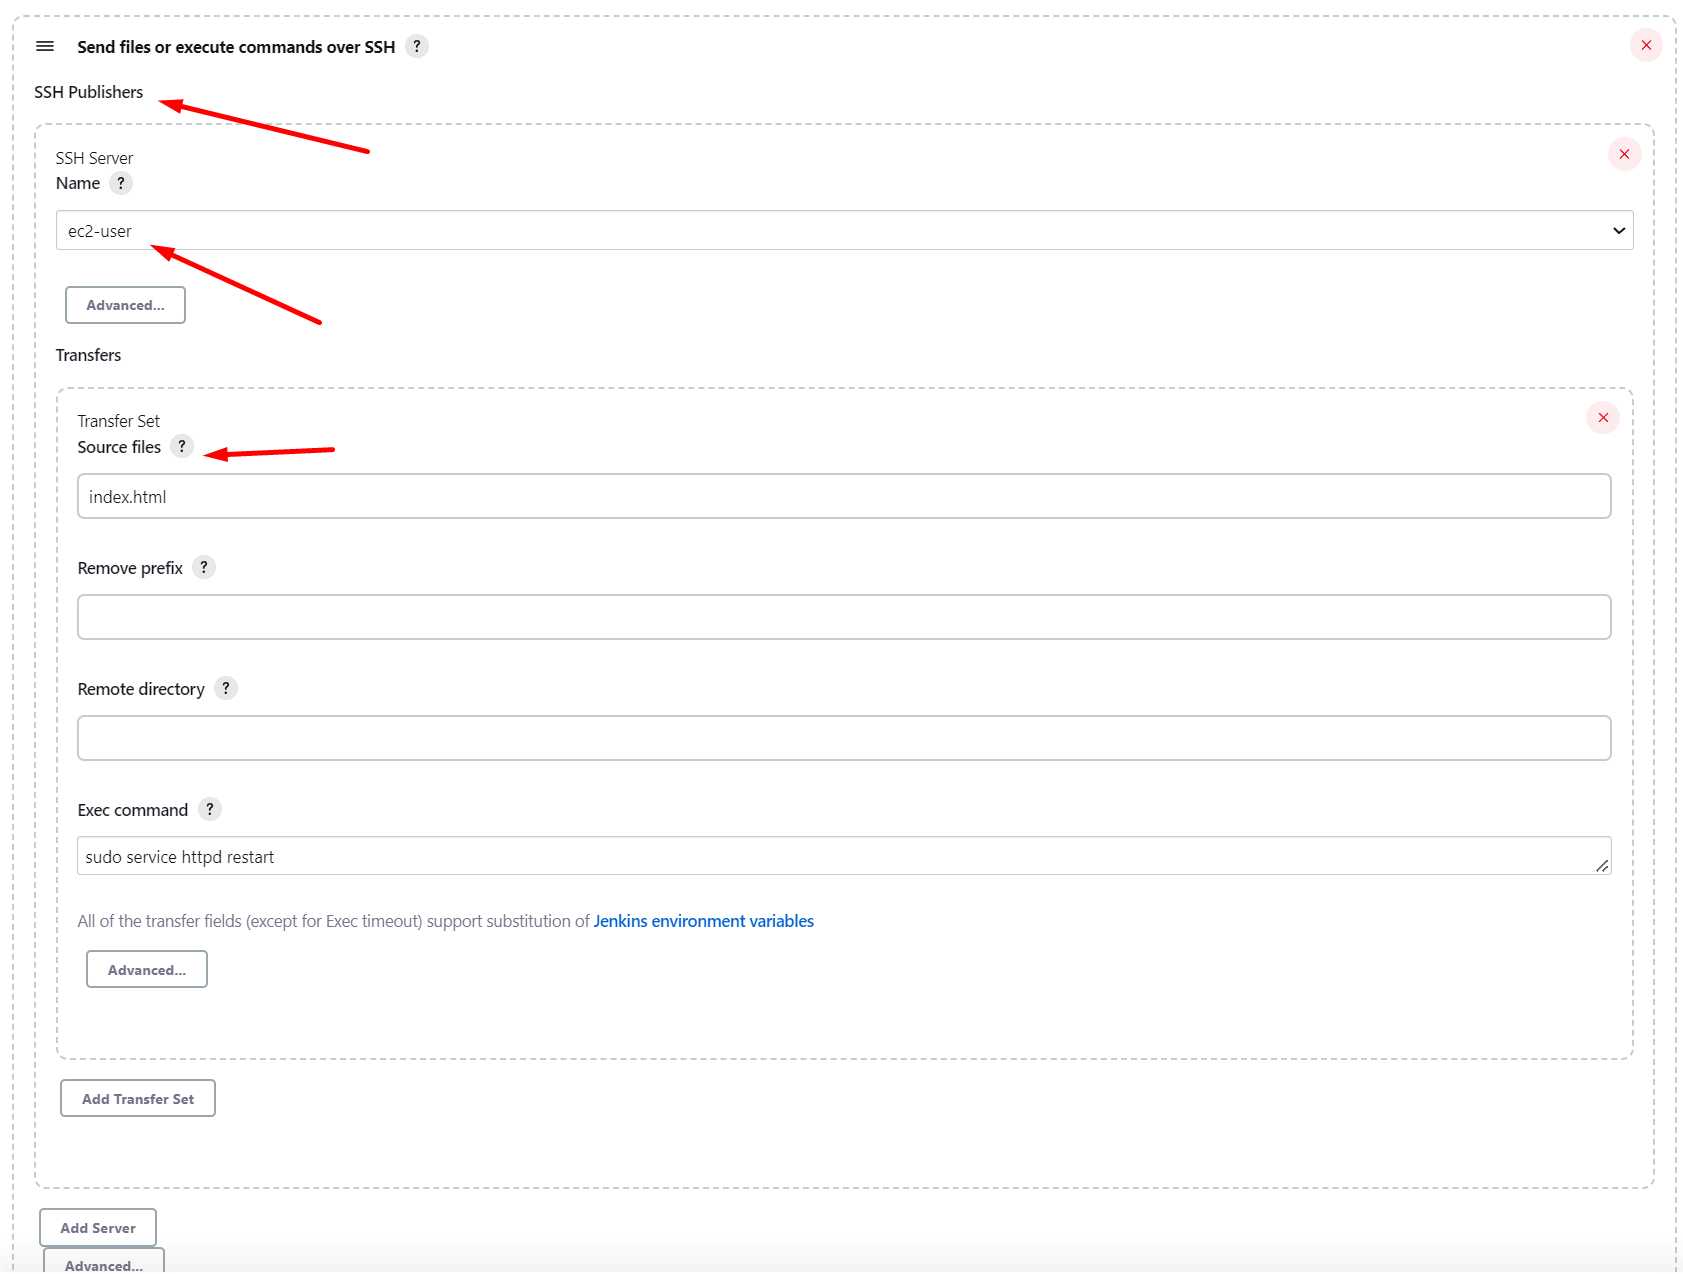 Send files or execute commands over SSH ?
SSH Publishers
SSH Server
Name ?
ec2-user
Advanced...
Transfers
Transfer Set
Source files ?
index.html
Remove prefix ?
Remote directory ?
Exec command ?
sudo service httpd restart
All of the transfer fields (except for Exec timeout) support substitution of Jenkins environment variables
Advanced...
Add Transfer Set
Add Server
Advanced...